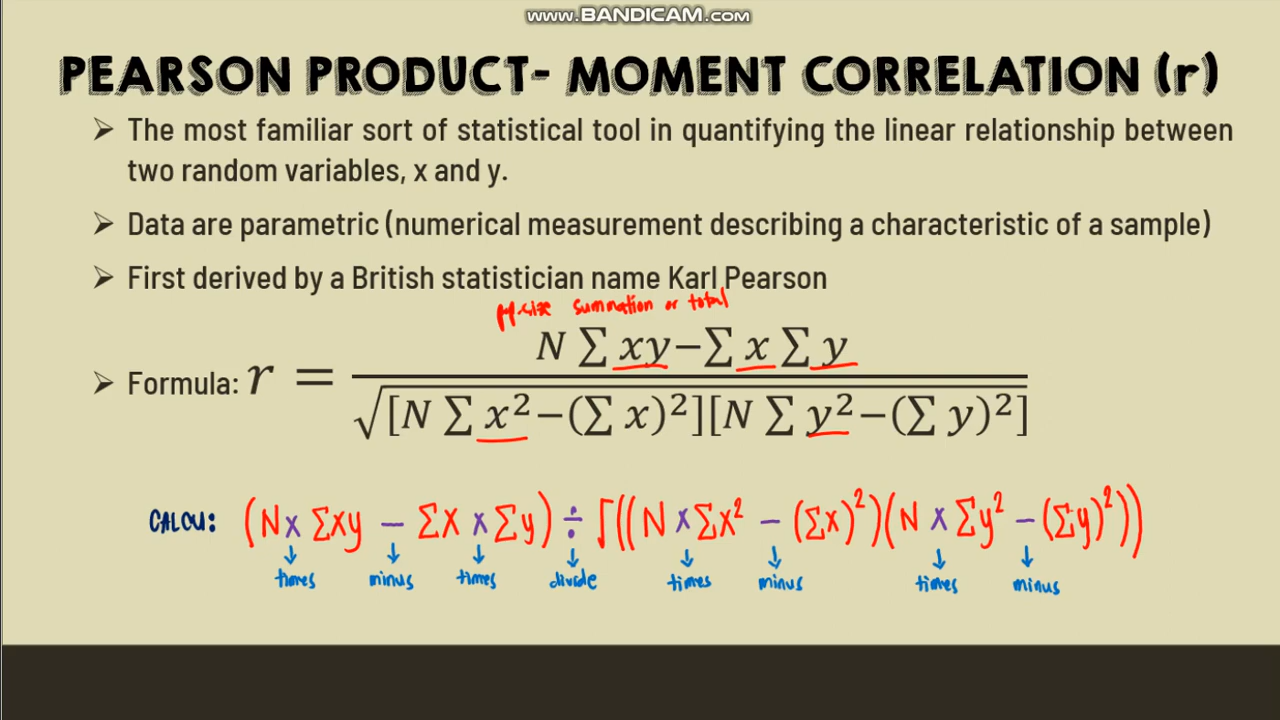 www.BANDICAM.com
PEARSON PRODUCT- MOMENT CORRELATION (r)
➢ The most familiar sort of statistical tool in quantifying the linear relationship between
two random variables, x and y.
➢ Data are parametric (numerical measurement describing a characteristic of a sample)
➢ First derived by a British statistician name Karl Pearson
size summation or total
N ∑ xy−∑ x ∑ y
➢ Formula: r =
√[N ∑ x²−(∑ x)²][N ∑ y²−(∑ y)²]
CALCU: (N x ∑xy − ∑x x ∑y) ÷ √((N x ∑x² − (∑x)²)(N x ∑y² − (∑y)²))
times minus times divide times minus times minus